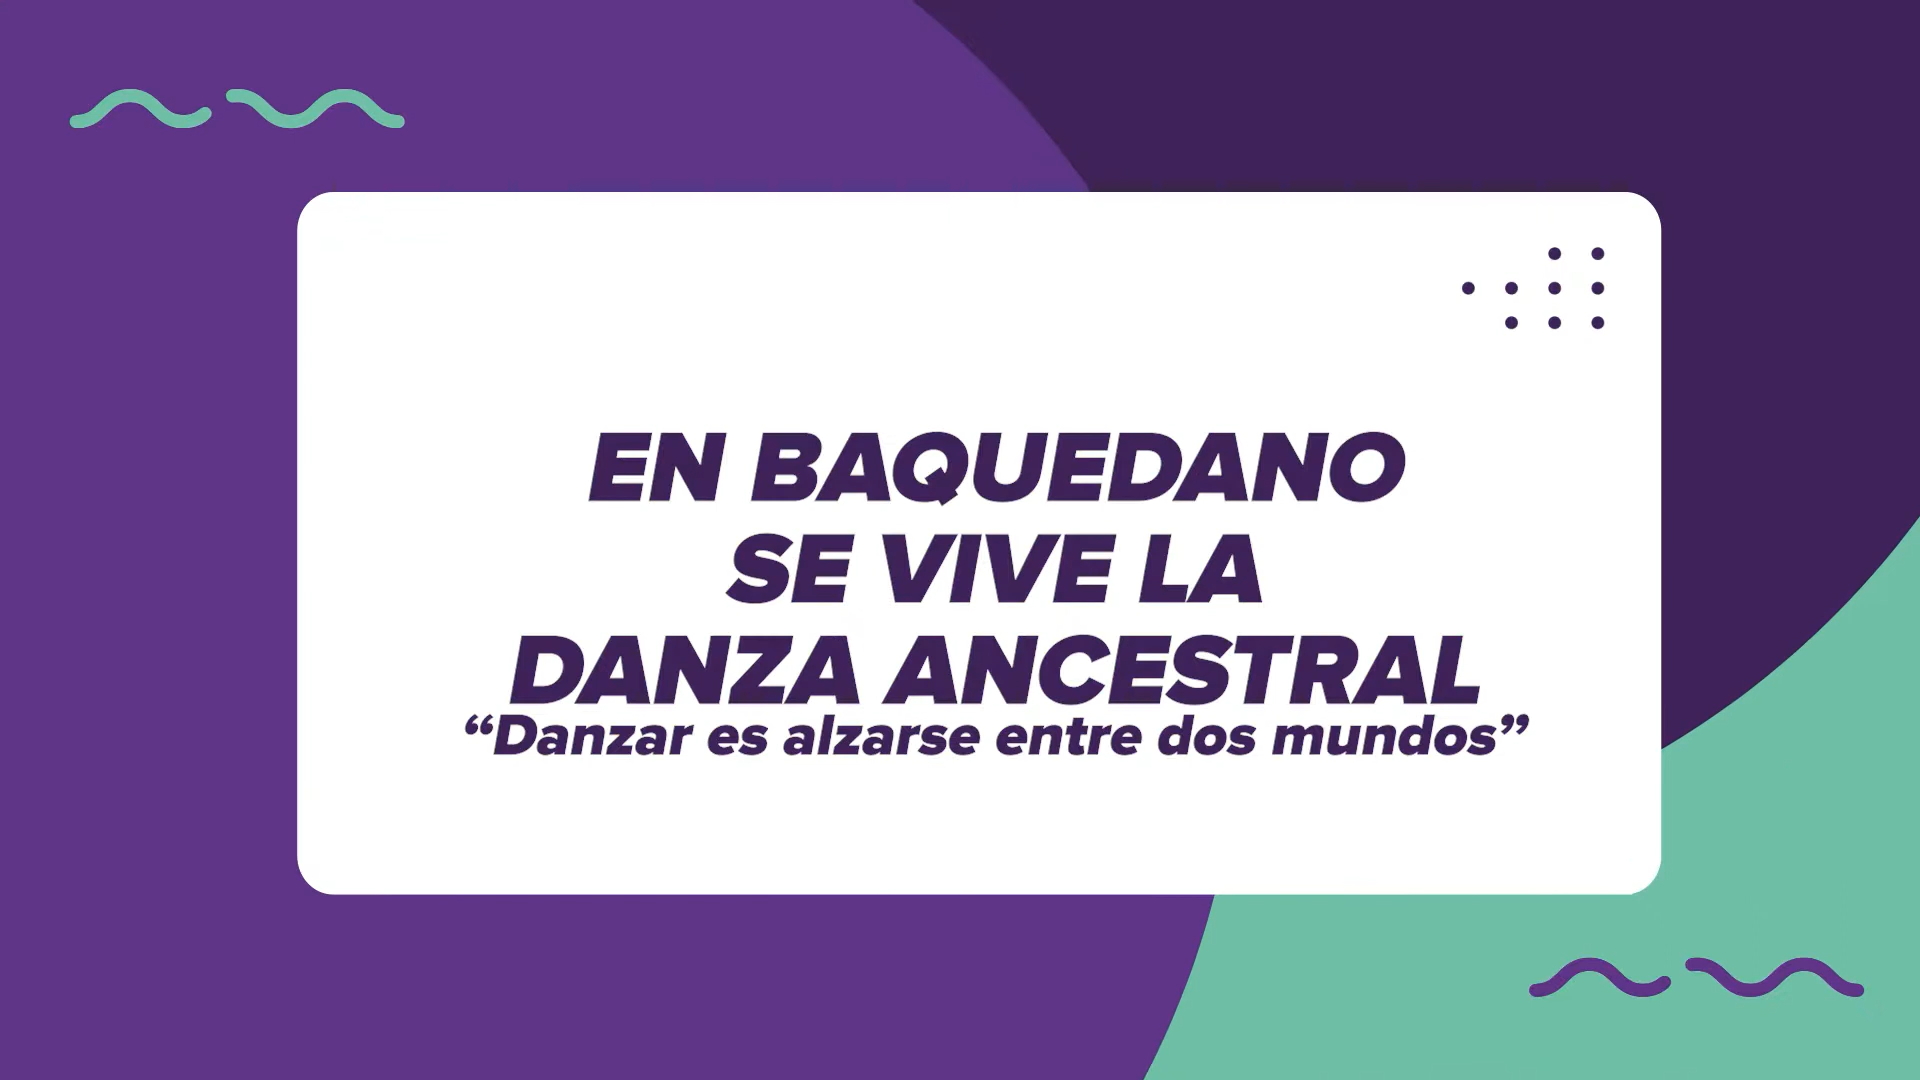 EN BAQUEDANO
SE VIVE LA
DANZA ANCESTRAL
“Danzar es alzarse entre dos mundos”